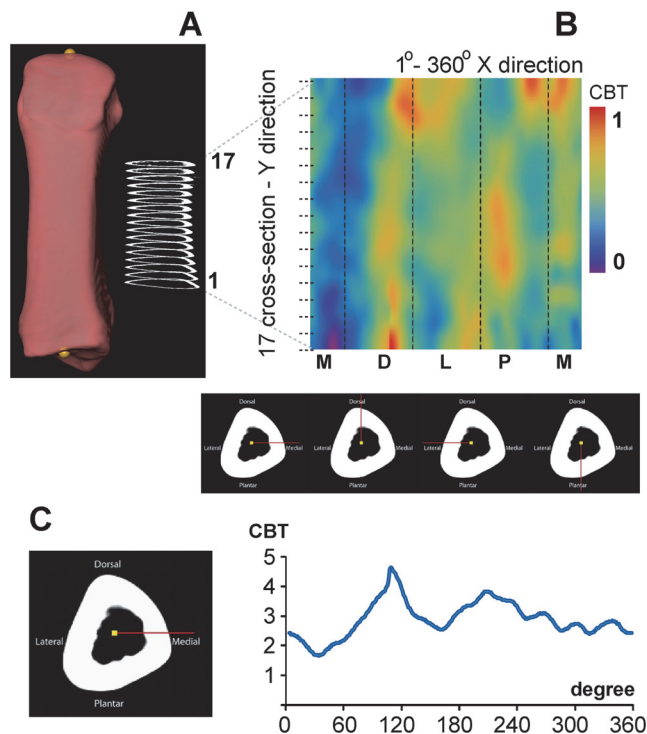 A
B
1° - 360° X direction
17 cross-section - Y direction
CBT
1
0
17
1
M D L P M
Dorsal Dorsal Dorsal Dorsal
Lateral Medial Lateral Medial Lateral Medial Lateral Medial
Plantar Plantar Plantar Plantar
C
Dorsal
Lateral Medial
Plantar
CBT
5
4
3
2
1
degree
0 60 120 180 240 300 360